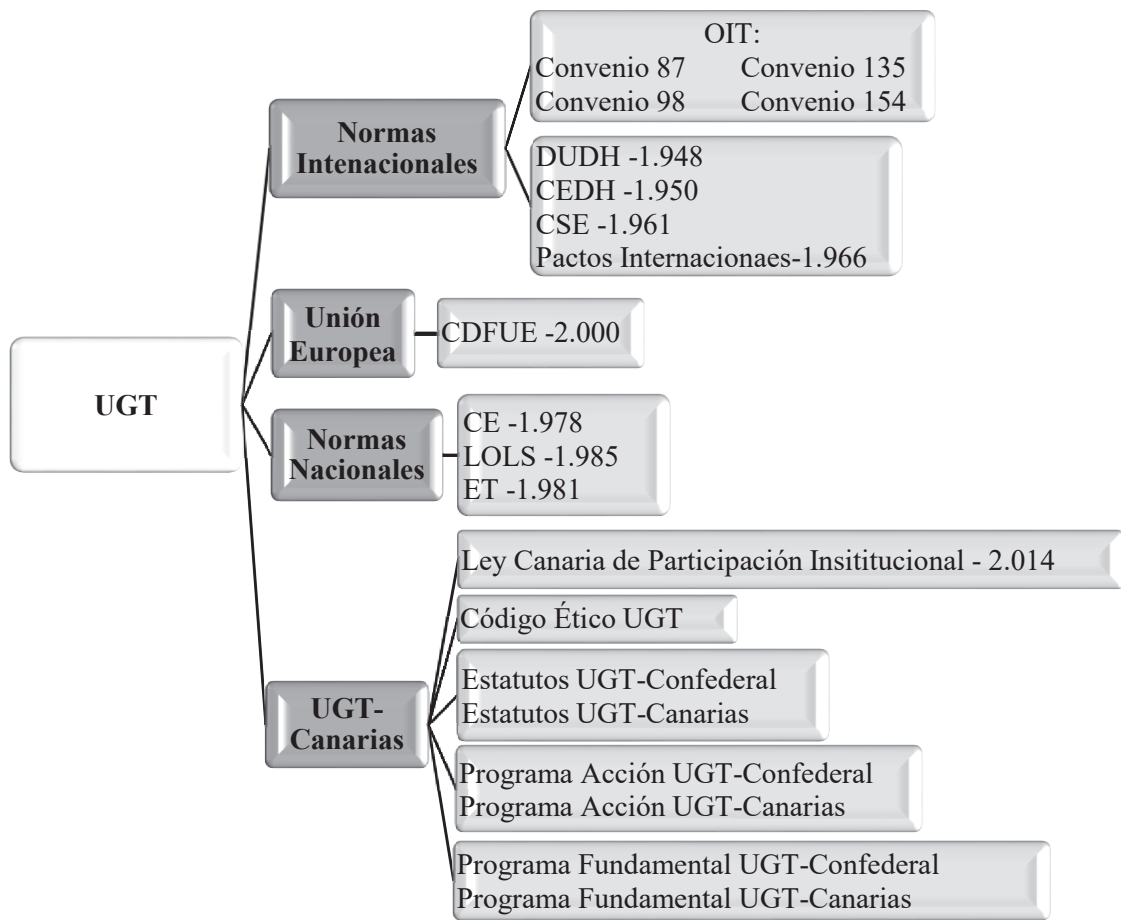 OIT:
Convenio 87 Convenio 135
Convenio 98 Convenio 154
Normas
Intenacionales
DUDH -1.948
CEDH -1.950
CSE -1.961
Pactos Internacionaes-1.966
Unión
Europea
CDFUE -2.000
UGT
Normas
Nacionales
CE -1.978
LOLS -1.985
ET -1.981
Ley Canaria de Participación Insititucional - 2.014
Código Ético UGT
UGT-
Canarias
Estatutos UGT-Confederal
Estatutos UGT-Canarias
Programa Acción UGT-Confederal
Programa Acción UGT-Canarias
Programa Fundamental UGT-Confederal
Programa Fundamental UGT-Canarias